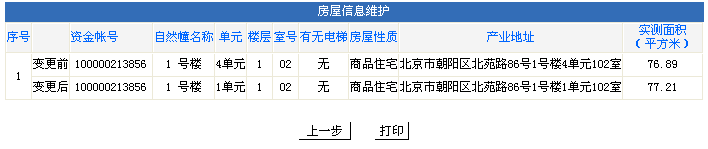 房屋信息维护
序号 资金帐号 自然幢名称 单元 楼层 室号 有无电梯 房屋性质 产业地址 实测面积（平方米）
1 变更前 100000213856 1 号楼 4单元 1 02 无 商品住宅 北京市朝阳区北苑路86号1号楼4单元102室 76.89
变更后 100000213856 1 号楼 1单元 1 02 无 商品住宅 北京市朝阳区北苑路86号1号楼1单元102室 77.21
上一步 打印